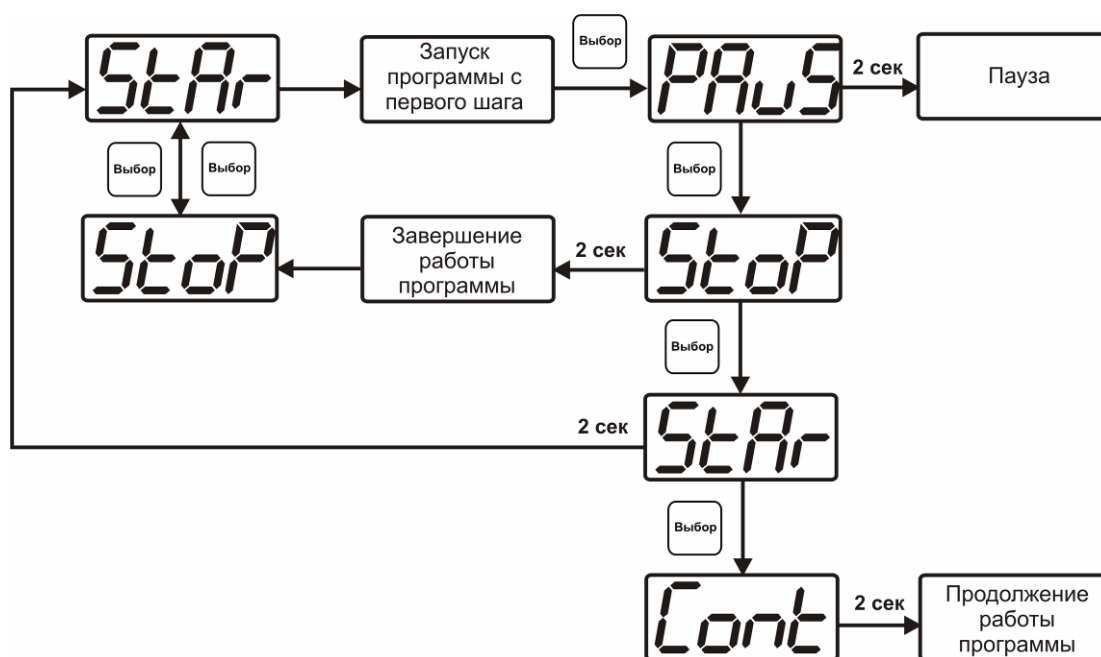 StAr
Запуск
программы с
первого шага
Выбор
PAuS
2 сек
Пауза
Выбор
Выбор
Выбор
StoP
Завершение
работы
программы
2 сек
StoP
Выбор
2 сек
StAr
Выбор
Cont
2 сек
Продолжение
работы
программы